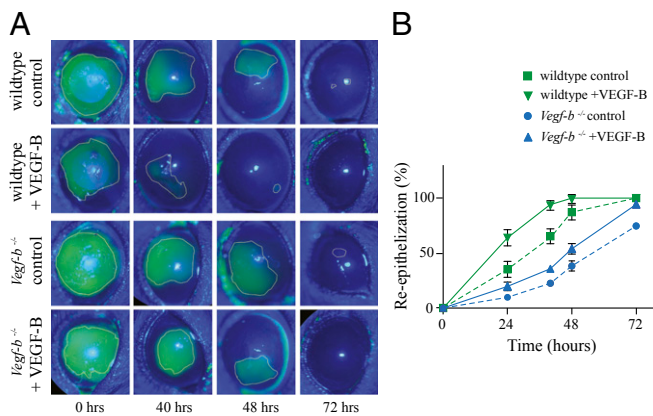 A
wildtype
control
wildtype
+ VEGF-B
Vegf-b -/-
control
Vegf-b -/-
+ VEGF-B
0 hrs
40 hrs
48 hrs
72 hrs
B
wildtype control
wildtype +VEGF-B
Vegf-b -/- control
Vegf-b -/- +VEGF-B
Re-epithelization (%)
100
50
0
0
24
48
72
Time (hours)